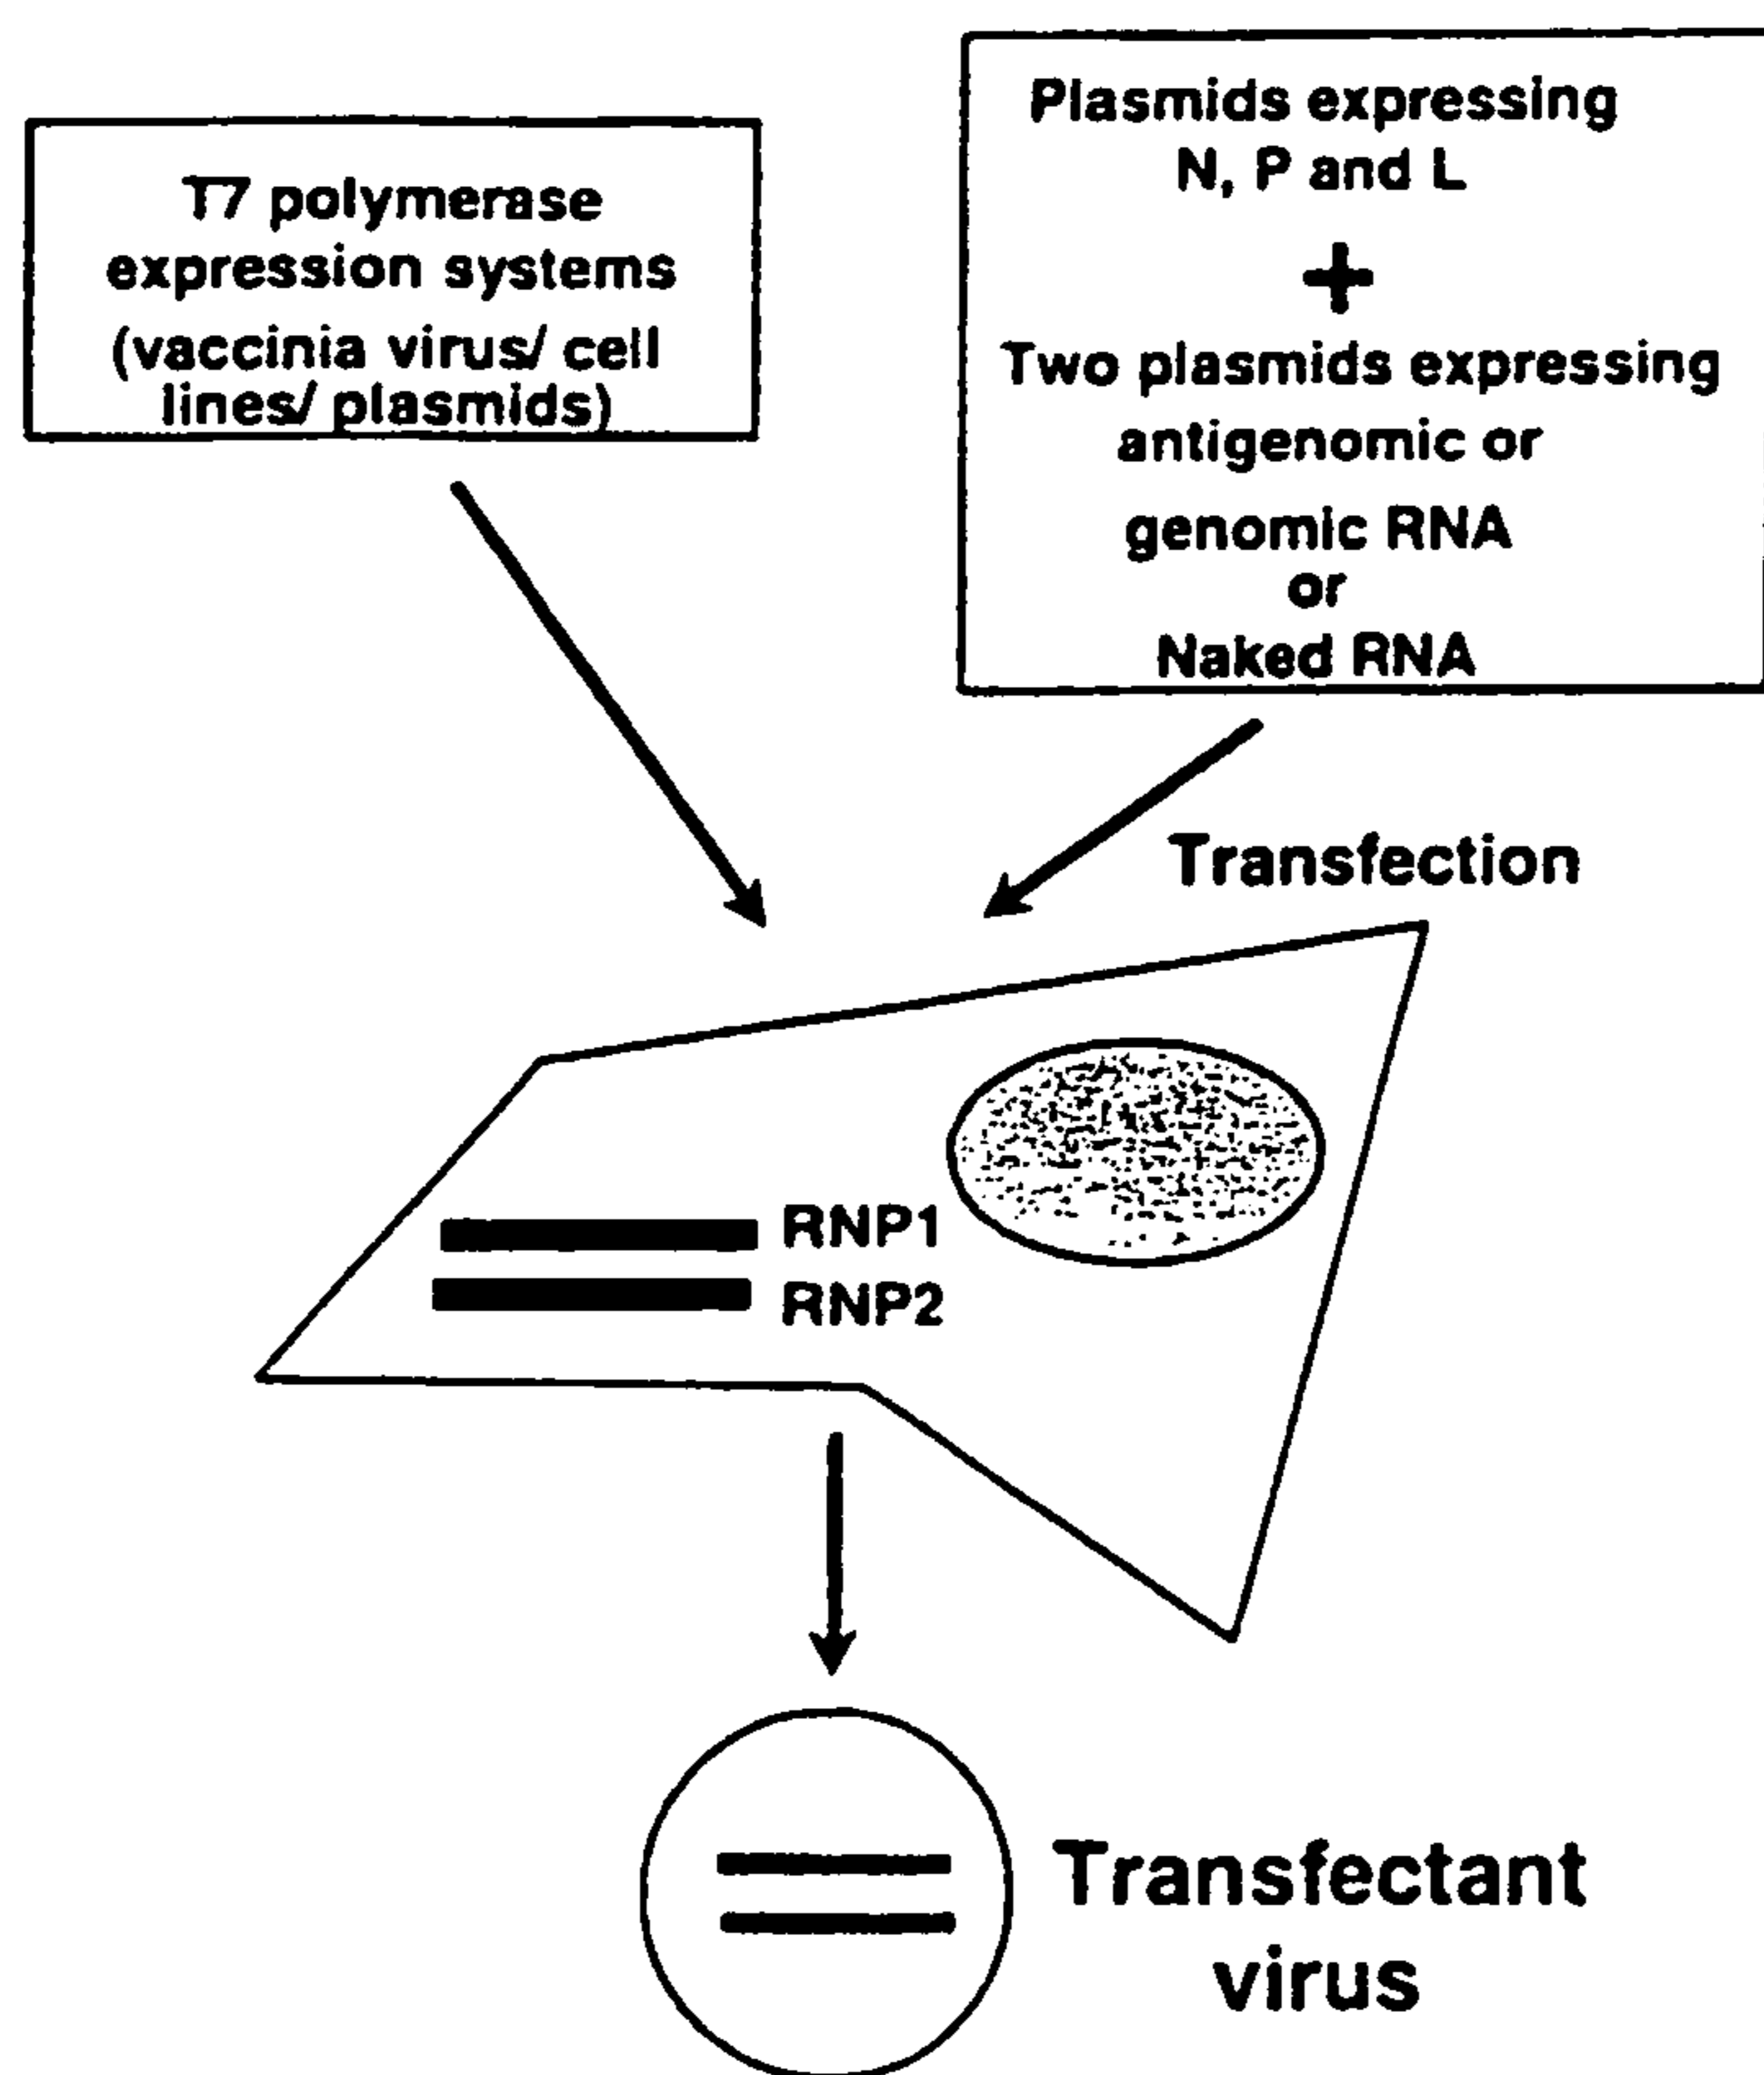 T7 polymerase
expression systems
(vaccinia virus/ cell
lines/ plasmids)
Plasmids expressing
N, P and L
+
Two plasmids expressing
antigenomic or
genomic RNA
or
Naked RNA
Transfection
RNP1
RNP2
Transfectant
virus